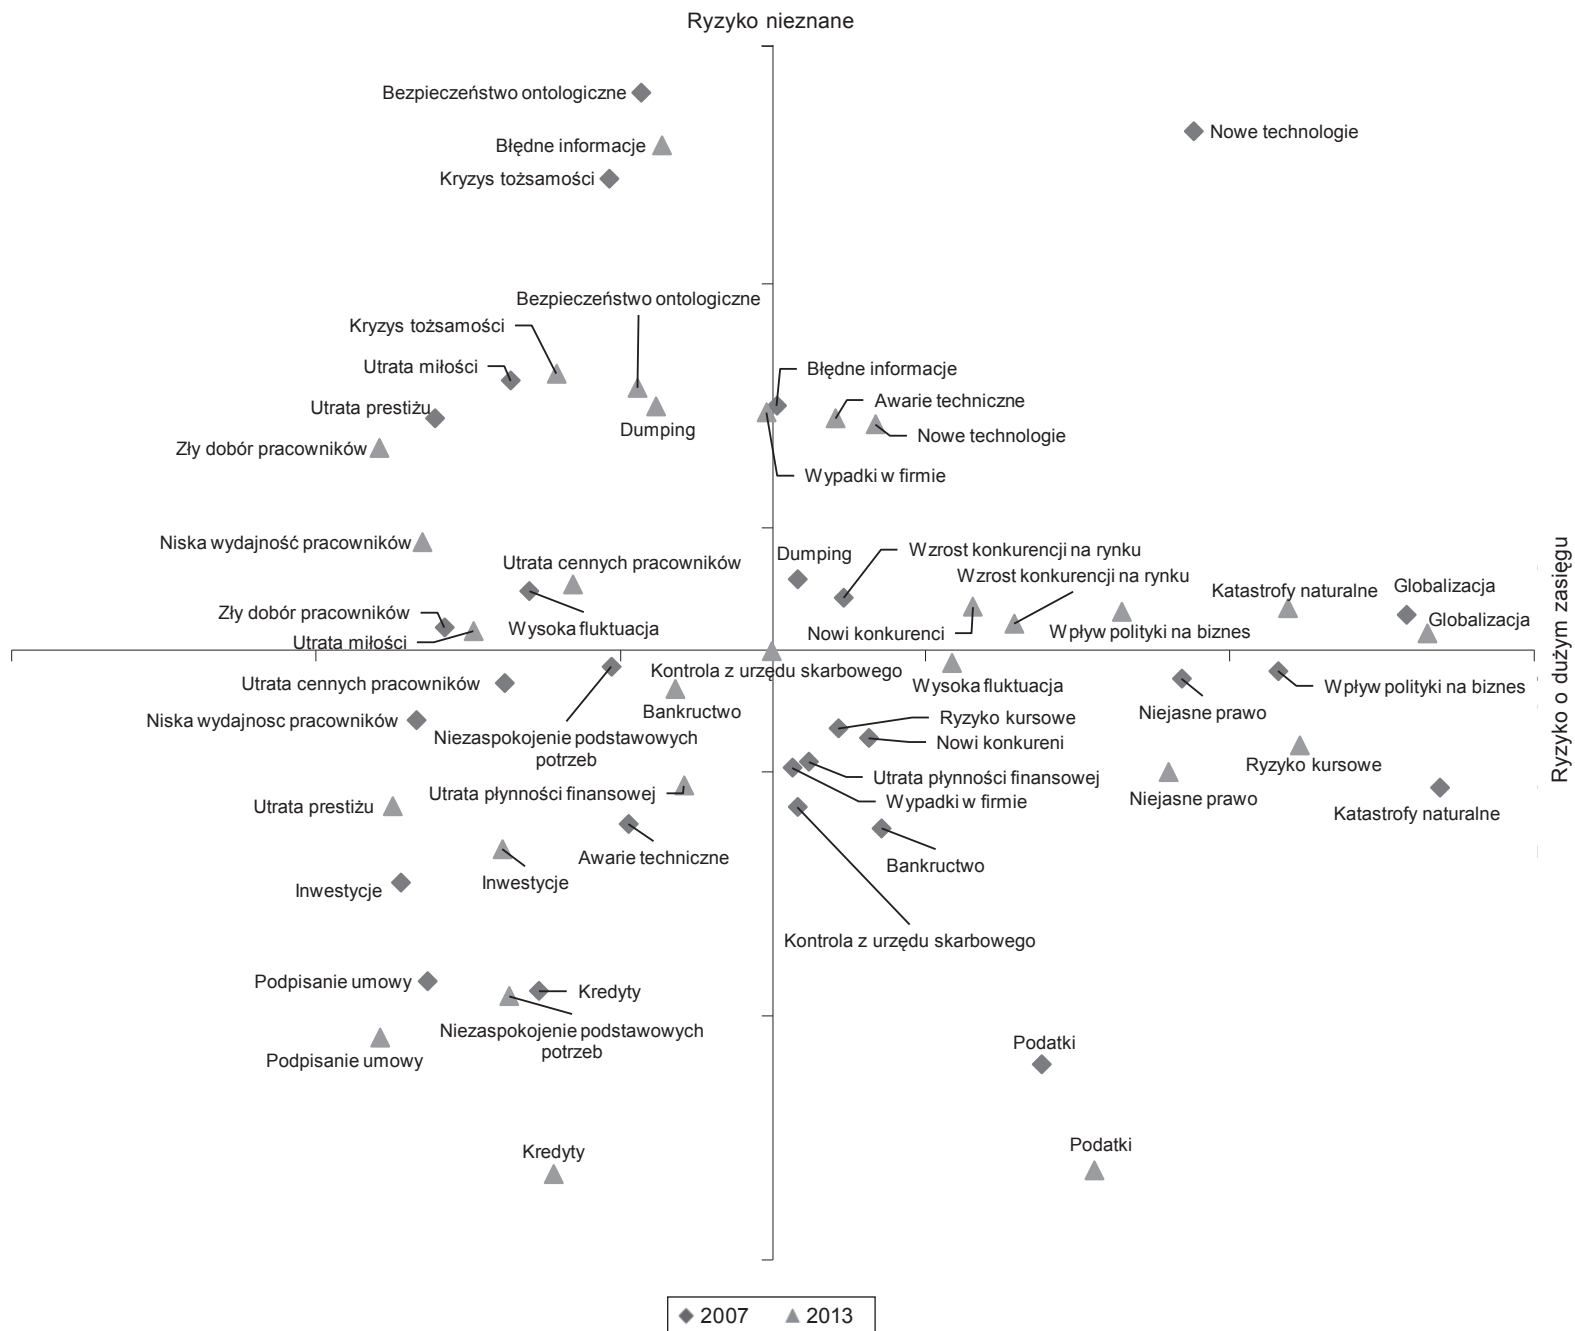 Ryzyko nieznane
Bezpieczeństwo ontologiczne
Nowe technologie
Błędne informacje
Kryzys tożsamości
Bezpieczeństwo ontologiczne
Kryzys tożsamości
Utrata miłości
Błędne informacje
Utrata prestiżu
Awarie techniczne
Dumping
Nowe technologie
Zły dobór pracowników
Wypadki w firmie
Niska wydajność pracowników
Wzrost konkurencji na rynku
Dumping
Utrata cennych pracowników
Wzrost konkurencji na rynku
Katastrofy naturalne
Globalizacja
Zły dobór pracowników
Globalizacja
Wysoka fluktuacja
Nowi konkurenci
Wpływ polityki na biznes
Utrata miłości
Ryzyko o dużym zasięgu
Kontrola z urzędu skarbowego
Utrata cennych pracowników
Wysoka fluktuacja
Wpływ polityki na biznes
Bankructwo
Niejasne prawo
Niska wydajnosc pracowników
Ryzyko kursowe
Niezaspokojenie podstawowych
potrzeb
Nowi konkureni
Ryzyko kursowe
Utrata płynności finansowej
Utrata płynności finansowej
Niejasne prawo
Wypadki w firmie
Utrata prestiżu
Katastrofy naturalne
Awarie techniczne
Bankructwo
Inwestycje
Inwestycje
Kontrola z urzędu skarbowego
Podpisanie umowy
Kredyty
Niezaspokojenie podstawowych
potrzeb
Podatki
Podpisanie umowy
Podatki
Kredyty
2007
2013